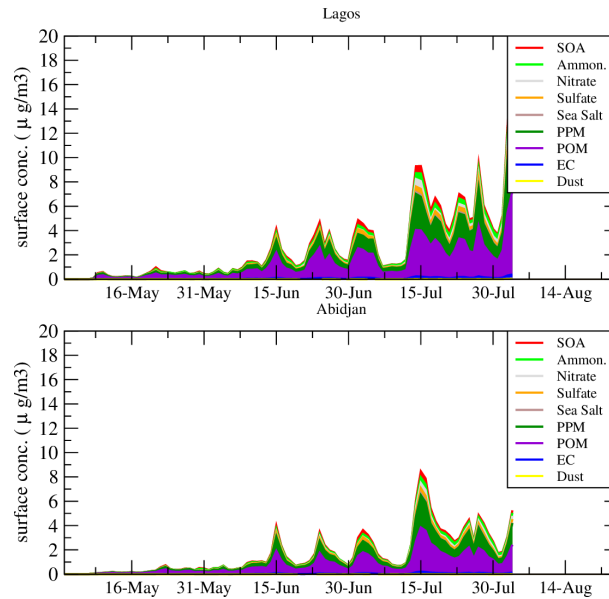 Lagos
20
18
16
14
12
10
8
6
4
2
0
surface conc. ( μ g/m3)
SOA
Ammon.
Nitrate
Sulfate
Sea Salt
PPM
POM
EC
Dust
16-May 31-May 15-Jun 30-Jun 15-Jul 30-Jul 14-Aug
Abidjan
20
18
16
14
12
10
8
6
4
2
0
surface conc. ( μ g/m3)
SOA
Ammon.
Nitrate
Sulfate
Sea Salt
PPM
POM
EC
Dust
16-May 31-May 15-Jun 30-Jun 15-Jul 30-Jul 14-Aug